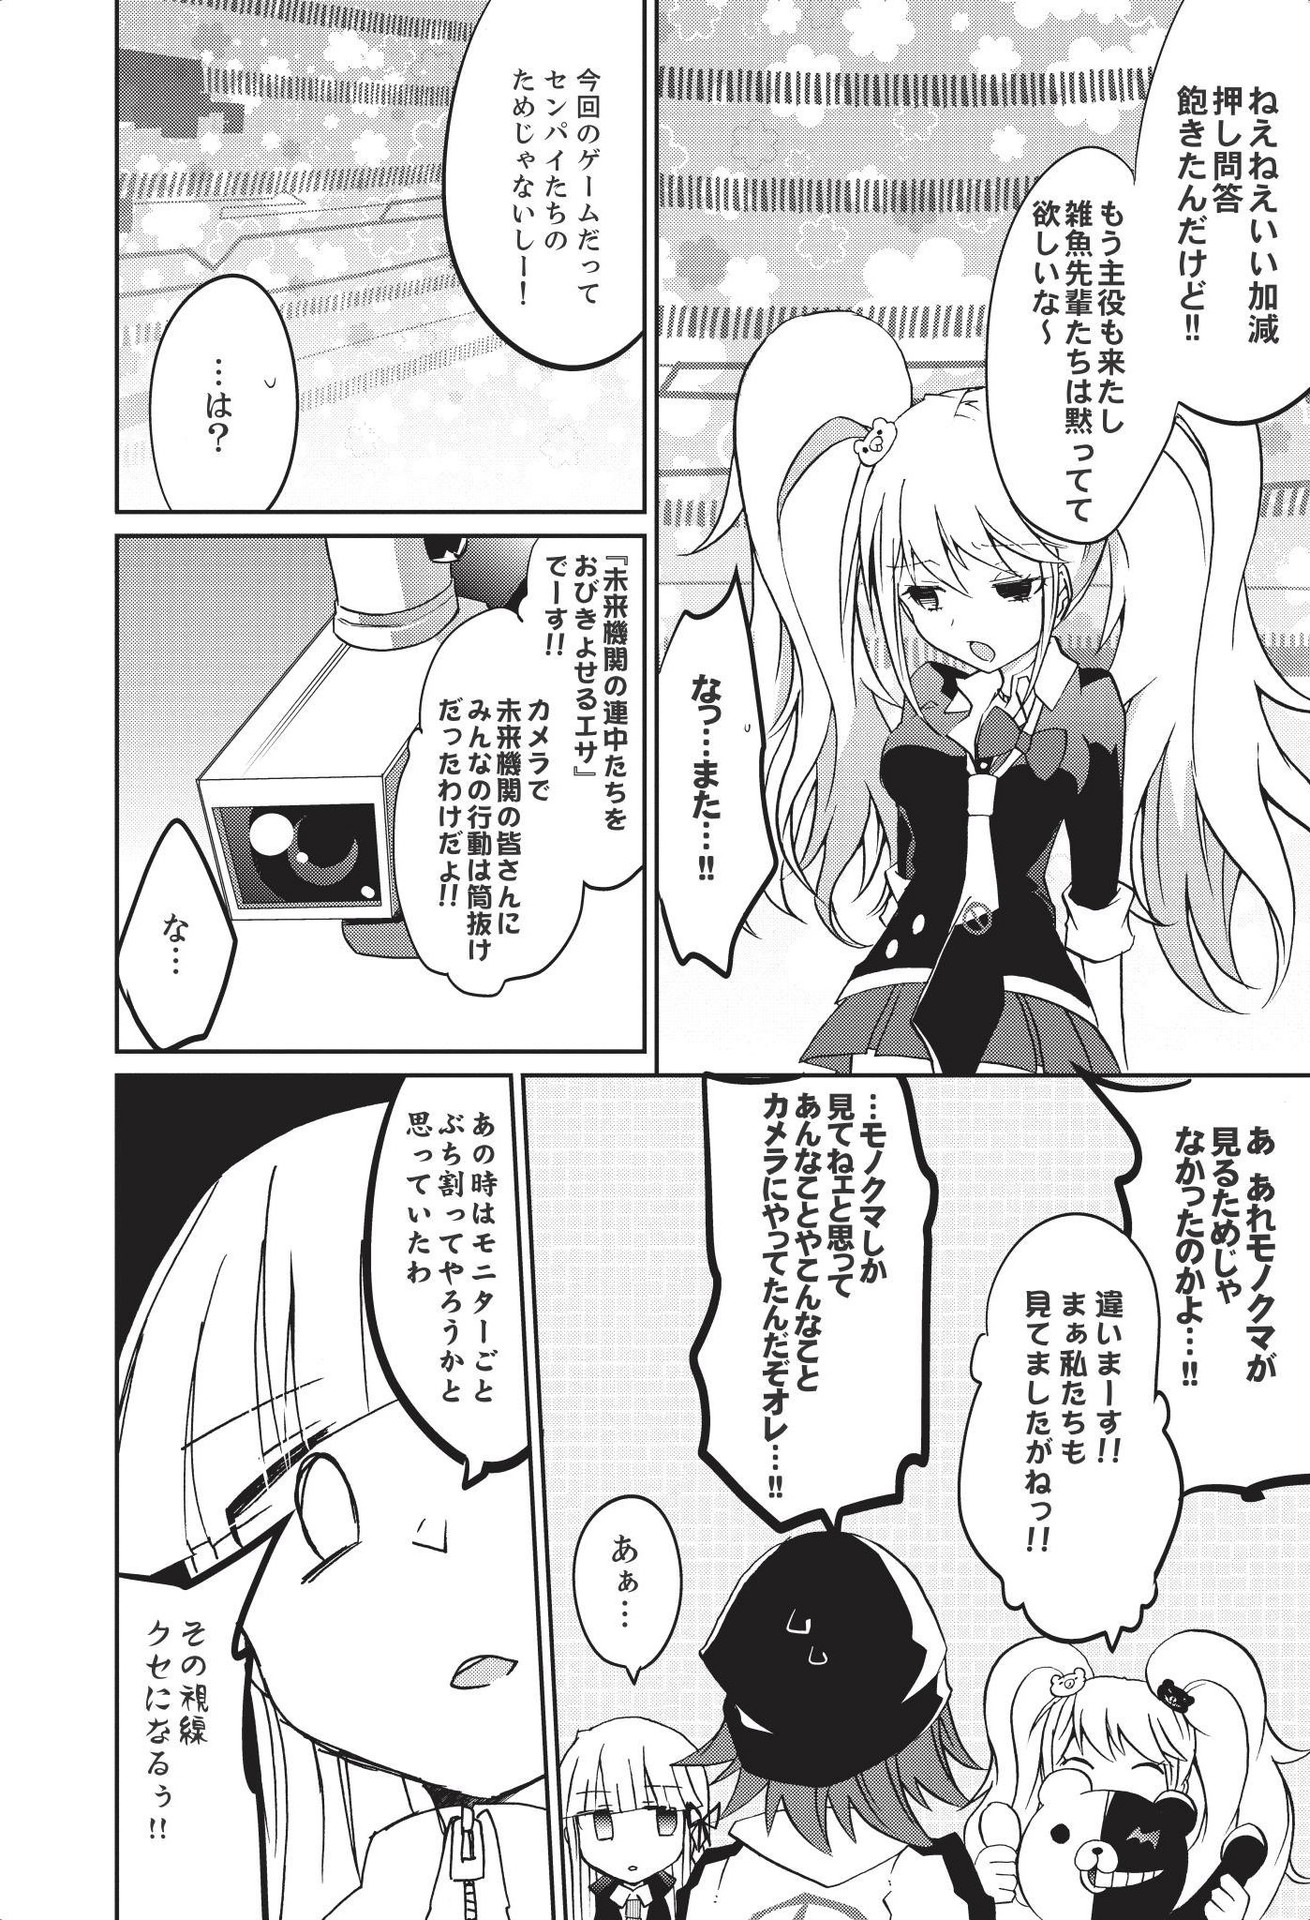 ねえねえいい加減
押し問答
飽きたんだけど!!
もう主役も来たし
雑魚先輩たちは黙ってて
欲しいな～
なっ…また…!!
今回のゲームだって
センパイたちの
ためじゃないしー!
…は?
『未来機関の連中たちを
おびきよせるエサ』
でーす!!
カメラで
未来機関の皆さんに
みんなの行動は筒抜け
だったわけだよ!!
な…
あ あれモノクマが
見るためじゃ
なかったのかよ…!!
違いまーす!!
まぁ私たちも
見てましたがねっ!!
…モノクマしか
見てねェと思って
あんなことやこんなこと
カメラにやってたんだぞオレ…!!
あぁ…
あの時はモニターごと
ぶち割ってやろうかと
思っていたわ
その視線
クセになるぅ!!